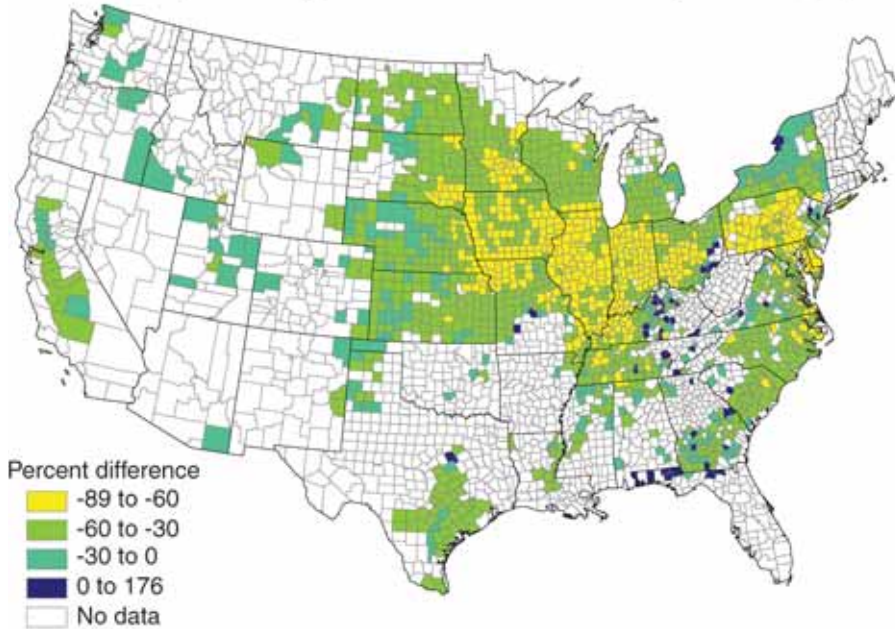 Percent difference
-89 to -60
-60 to -30
-30 to 0
0 to 176
No data